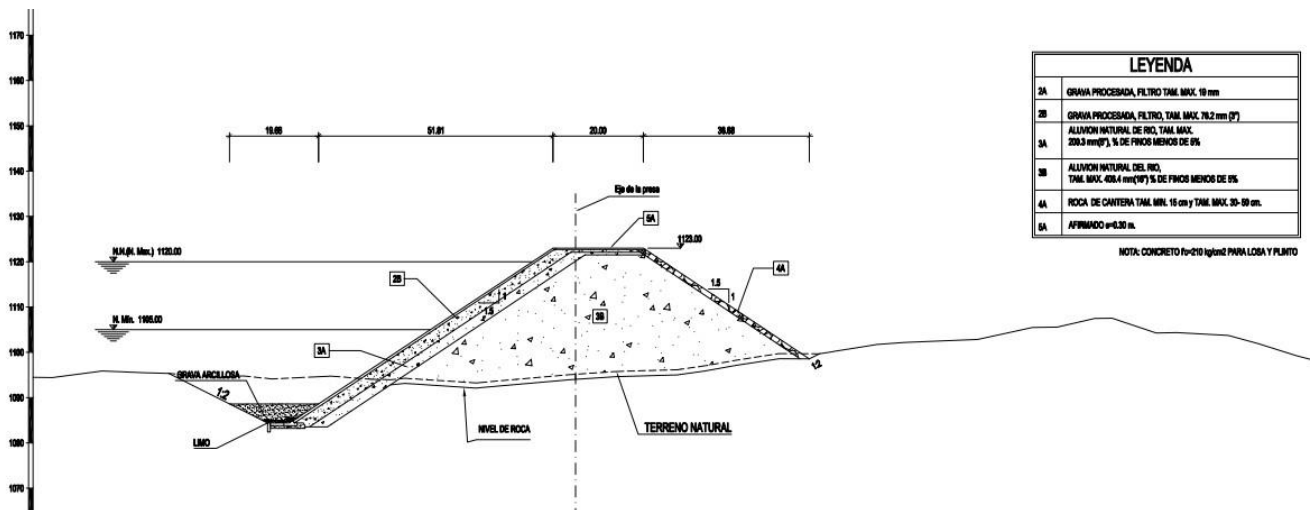 1170
1160
1150
1140
1130
1120
1110
1100
1090
1080
1070
19.66
51.81
20.00
36.68
Eje de la presa
5A
1123.00
N.N.(N. Max.) 1120.00
2B
4A
1.5
1
1.5
1
3B
N. Min. 1105.00
3A
GRAVA ARCILLOSA
1:2
1:2
LIMO
NIVEL DE ROCA
TERRENO NATURAL
LEYENDA
2A GRAVA PROCESADA, FILTRO TAM. MAX. 19 mm
2B GRAVA PROCESADA, FILTRO, TAM. MAX. 76.2 mm (3")
3A ALUVION NATURAL DE RIO, TAM. MAX.
mm(8"), % DE FINOS MENOS DE 5%
3B ALUVION NATURAL DEL RIO,
TAM. MAX. 406.4 mm(16") % DE FINOS MENOS DE 5%
4A ROCA DE CANTERA TAM. MIN. 15 cm y TAM. MAX. 30- 50 cm.
5A AFIRMADO e=0.30 m.
NOTA: CONCRETO f'c=210 kg/cm2 PARA LOSA Y PLINTO